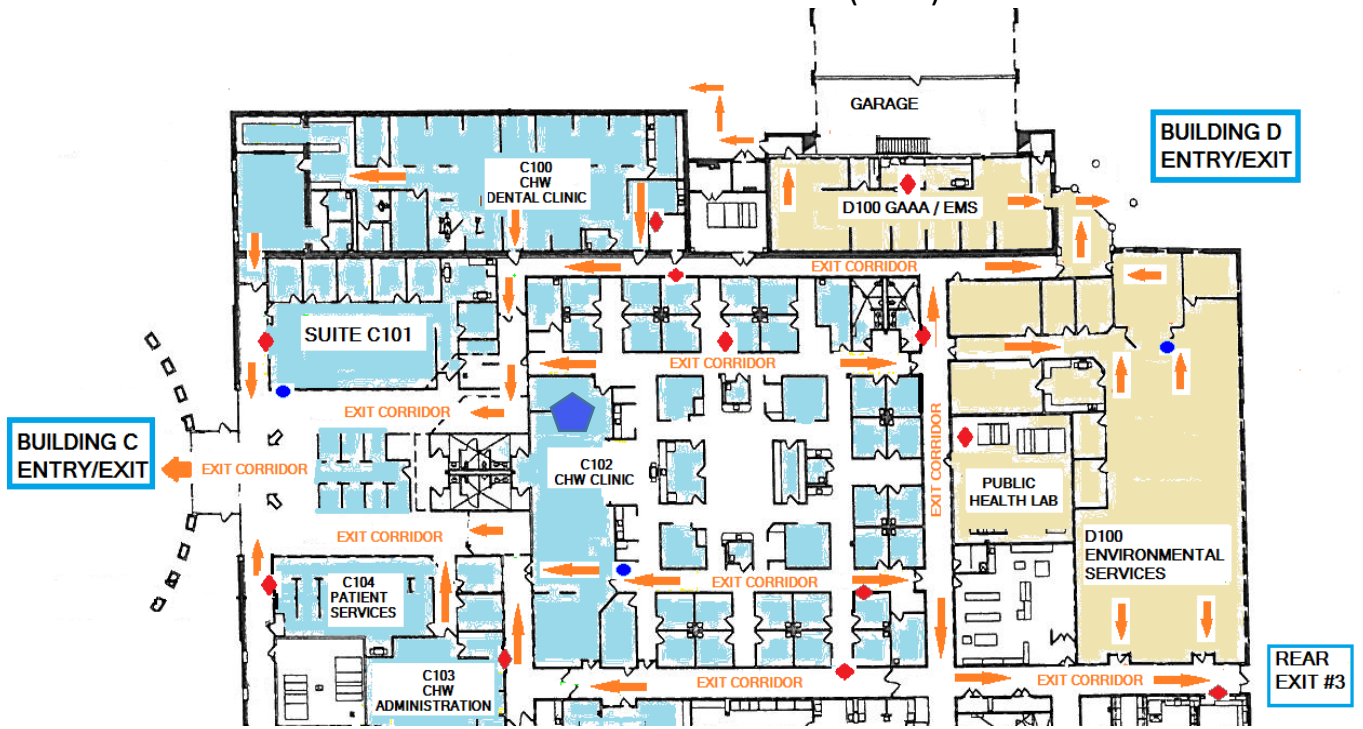 GARAGE
BUILDING D
ENTRY/EXIT
C100
CHW
DENTAL CLINIC
D100 GAAA / EMS
EXIT CORRIDOR
SUITE C101
EXIT CORRIDOR
EXIT CORRIDOR
BUILDING C
ENTRY/EXIT
EXIT CORRIDOR
C102
CHW CLINIC
EXIT CORRIDOR
PUBLIC
HEALTH LAB
EXIT CORRIDOR
D100
ENVIRONMENTAL
SERVICES
C104
PATIENT
SERVICES
EXIT CORRIDOR
C103
CHW
ADMINISTRATION
EXIT CORRIDOR
EXIT CORRIDOR
REAR
EXIT #3